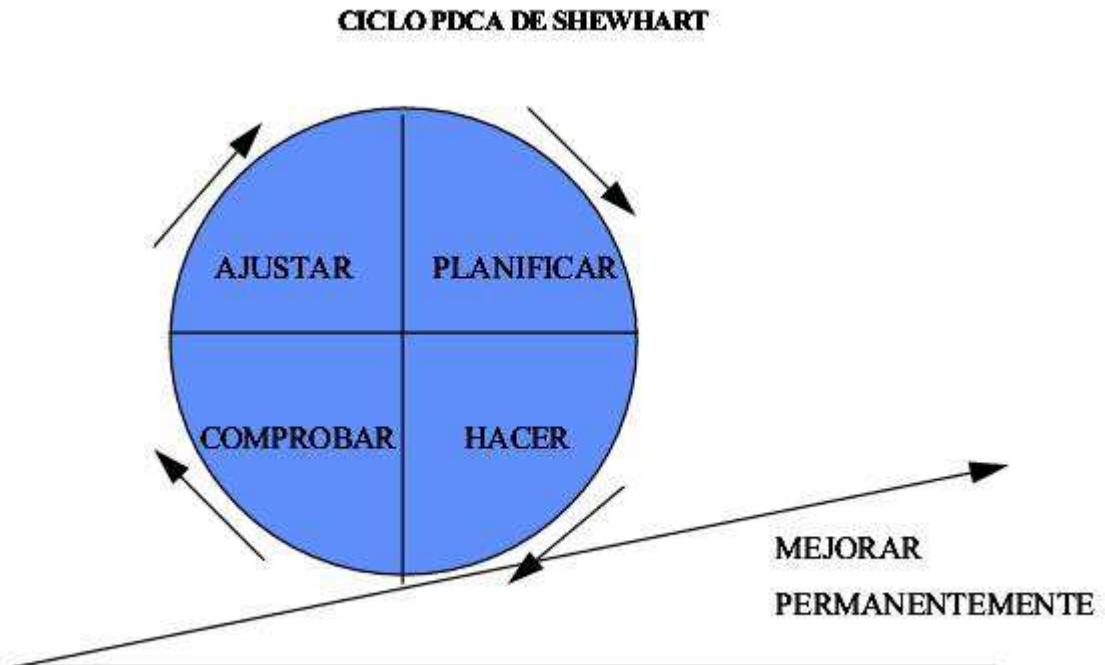 CICLO PDCA DE SHEWHART
AJUSTAR
PLANIFICAR
COMPROBAR
HACER
MEJORAR
PERMANENTEMENTE